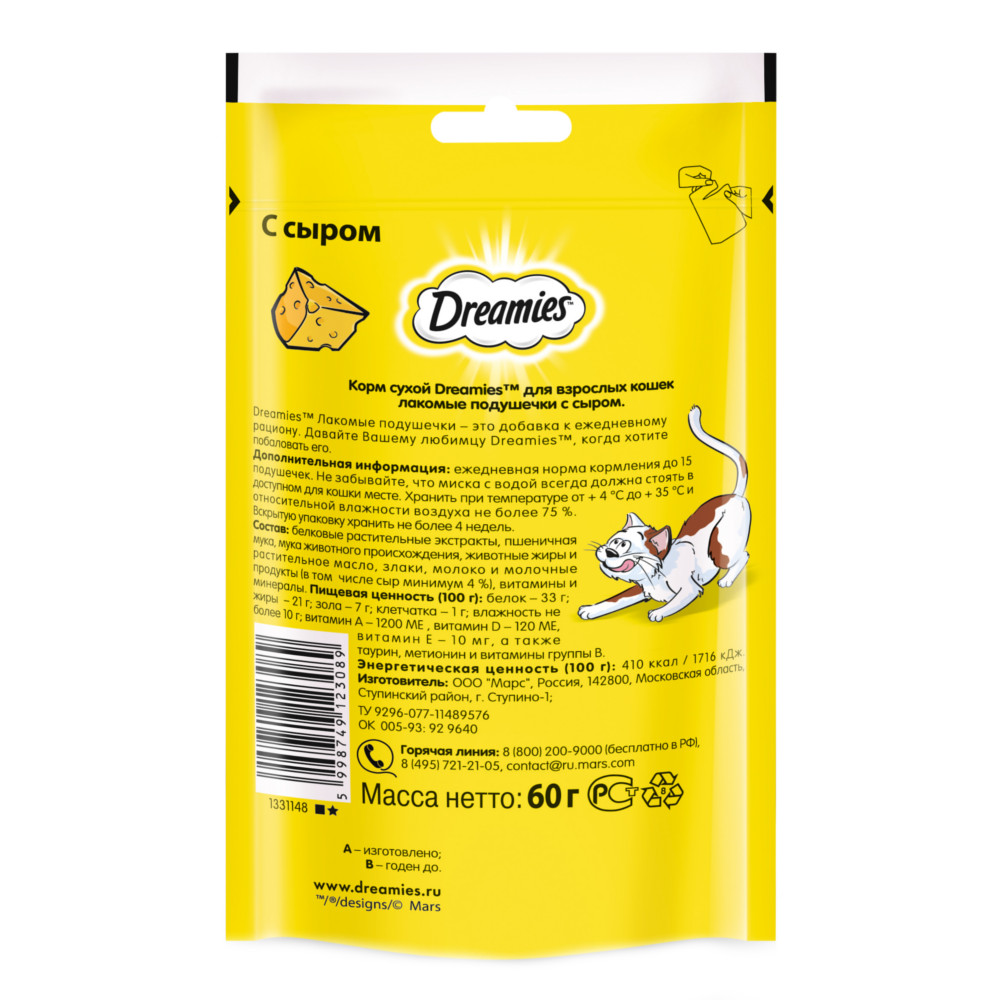 С сыром
Dreamies™
Корм сухой Dreamies™ для взрослых кошек
лакомые подушечки с сыром.
Dreamies™ Лакомые подушечки – это добавка к ежедневному
рациону. Давайте Вашему любимцу Dreamies™, когда хотите
побаловать его.
Дополнительная информация: ежедневная норма кормления до 15
подушечек. Не забывайте, что миска с водой всегда должна стоять в
доступном для кошки месте. Хранить при температуре от + 4 °C до + 35 °C и
относительной влажности воздуха не более 75 %.
Вскрытую упаковку хранить не более 4 недель.
Состав: белковые растительные экстракты, пшеничная
мука, мука животного происхождения, животные жиры и
растительное масло, злаки, молоко и молочные
продукты (в том числе сыр минимум 4%), витамины и
минералы. Пищевая ценность (100 г): белок – 33 г;
жиры – 21 г; зола – 7 г; клетчатка – 1 г; влажность не
более 10 г; витамин А – 1200 МЕ , витамин D – 120 МЕ,
витамин Е – 10 мг, а также
таурин, метионин и витамины группы В.
Энергетическая ценность (100 г): 410 ккал / 1716 кДж.
Изготовитель: ООО "Марс", Россия, 142800, Московская область,
Ступинский район, г. Ступино-1;
ТУ 9296-077-11489576
ОК 005-93: 92 9640
Горячая линия: 8 (800) 200-9000 (бесплатно в РФ),
8 (495) 721-21-05, contact@ru.mars.com
Масса нетто: 60 г РСТ 8
5 998749 123089
1331148
А – изготовлено;
В – годен до.
www.dreamies.ru
™/®/designs/© Mars